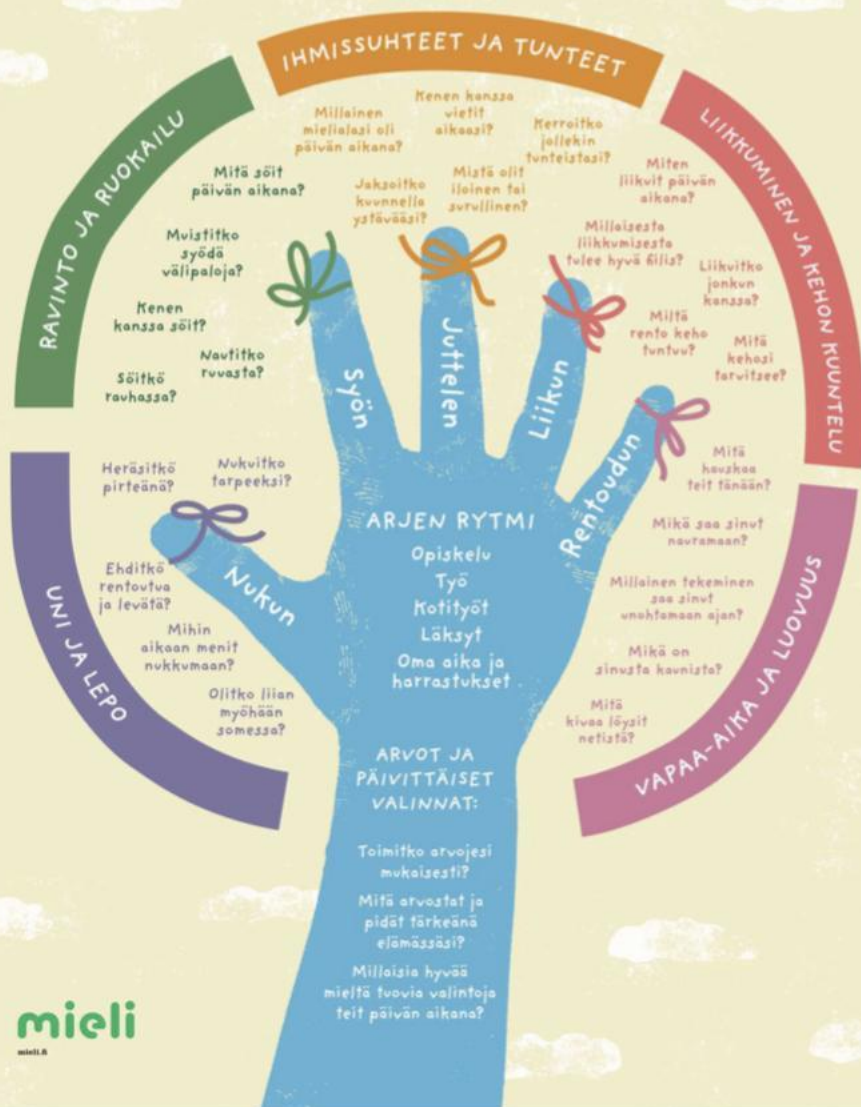 IHMISSUHTEET JA TUNTEET
Millainen
mielialasi oli
päivän aikana?
Kenen kanssa
vietit
aikaasi?
Kerroitko
jollekin
tunteistasi?
Jaksoitko
kuunnella
ystävääsi?
Mistä olit
iloinen tai
surullinen?
RAVINTO JA RUOKAILU
Mitä söit
päivän aikana?
Muistitko
syödä
välipaloja?
Kenen
kanssa söit?
Nautitko
ruuasta?
Söitkö
rauhassa?
LIIKKUMINEN JA KEHON KUUNTELU
Miten
liikuit päivän
aikana?
Millaisesta
liikkumisesta
tulee hyvä fiilis?
Liikuitko
jonkun
kanssa?
Miltä
rento keho
tuntuu?
Mitä
kehosi
tarvitsee?
UNI JA LEPO
Heräsitkö
pirteänä?
Nukuitko
tarpeeksi?
Ehditkö
rentoutua
ja levätä?
Mihin
aikaan menit
nukkumaan?
Olitko liian
myöhään
somessa?
VAPAA-AIKA JA LUOVUUS
Mitä
hauskaa
teit tänään?
Mikä saa sinut
nauramaan?
Millainen tekeminen
saa sinut
unohtamaan ajan?
Mikä on
sinusta kaunista?
Mitä
kivaa löysit
netistä?
Nukun
Syön
Juttelen
Liikun
Rentoudun
ARJEN RYTMI
Opiskelu
Työ
Kotityöt
Läksyt
Oma aika ja
harrastukset
ARVOT JA
PÄIVITTÄISET
VALINNAT:
Toimitko arvojesi
mukaisesti?
Mitä arvostat ja
pidät tärkeänä
elämässäsi?
Millaisia hyvää
mieltä tuovia valintoja
teit päivän aikana?
mieli
mieli.fi